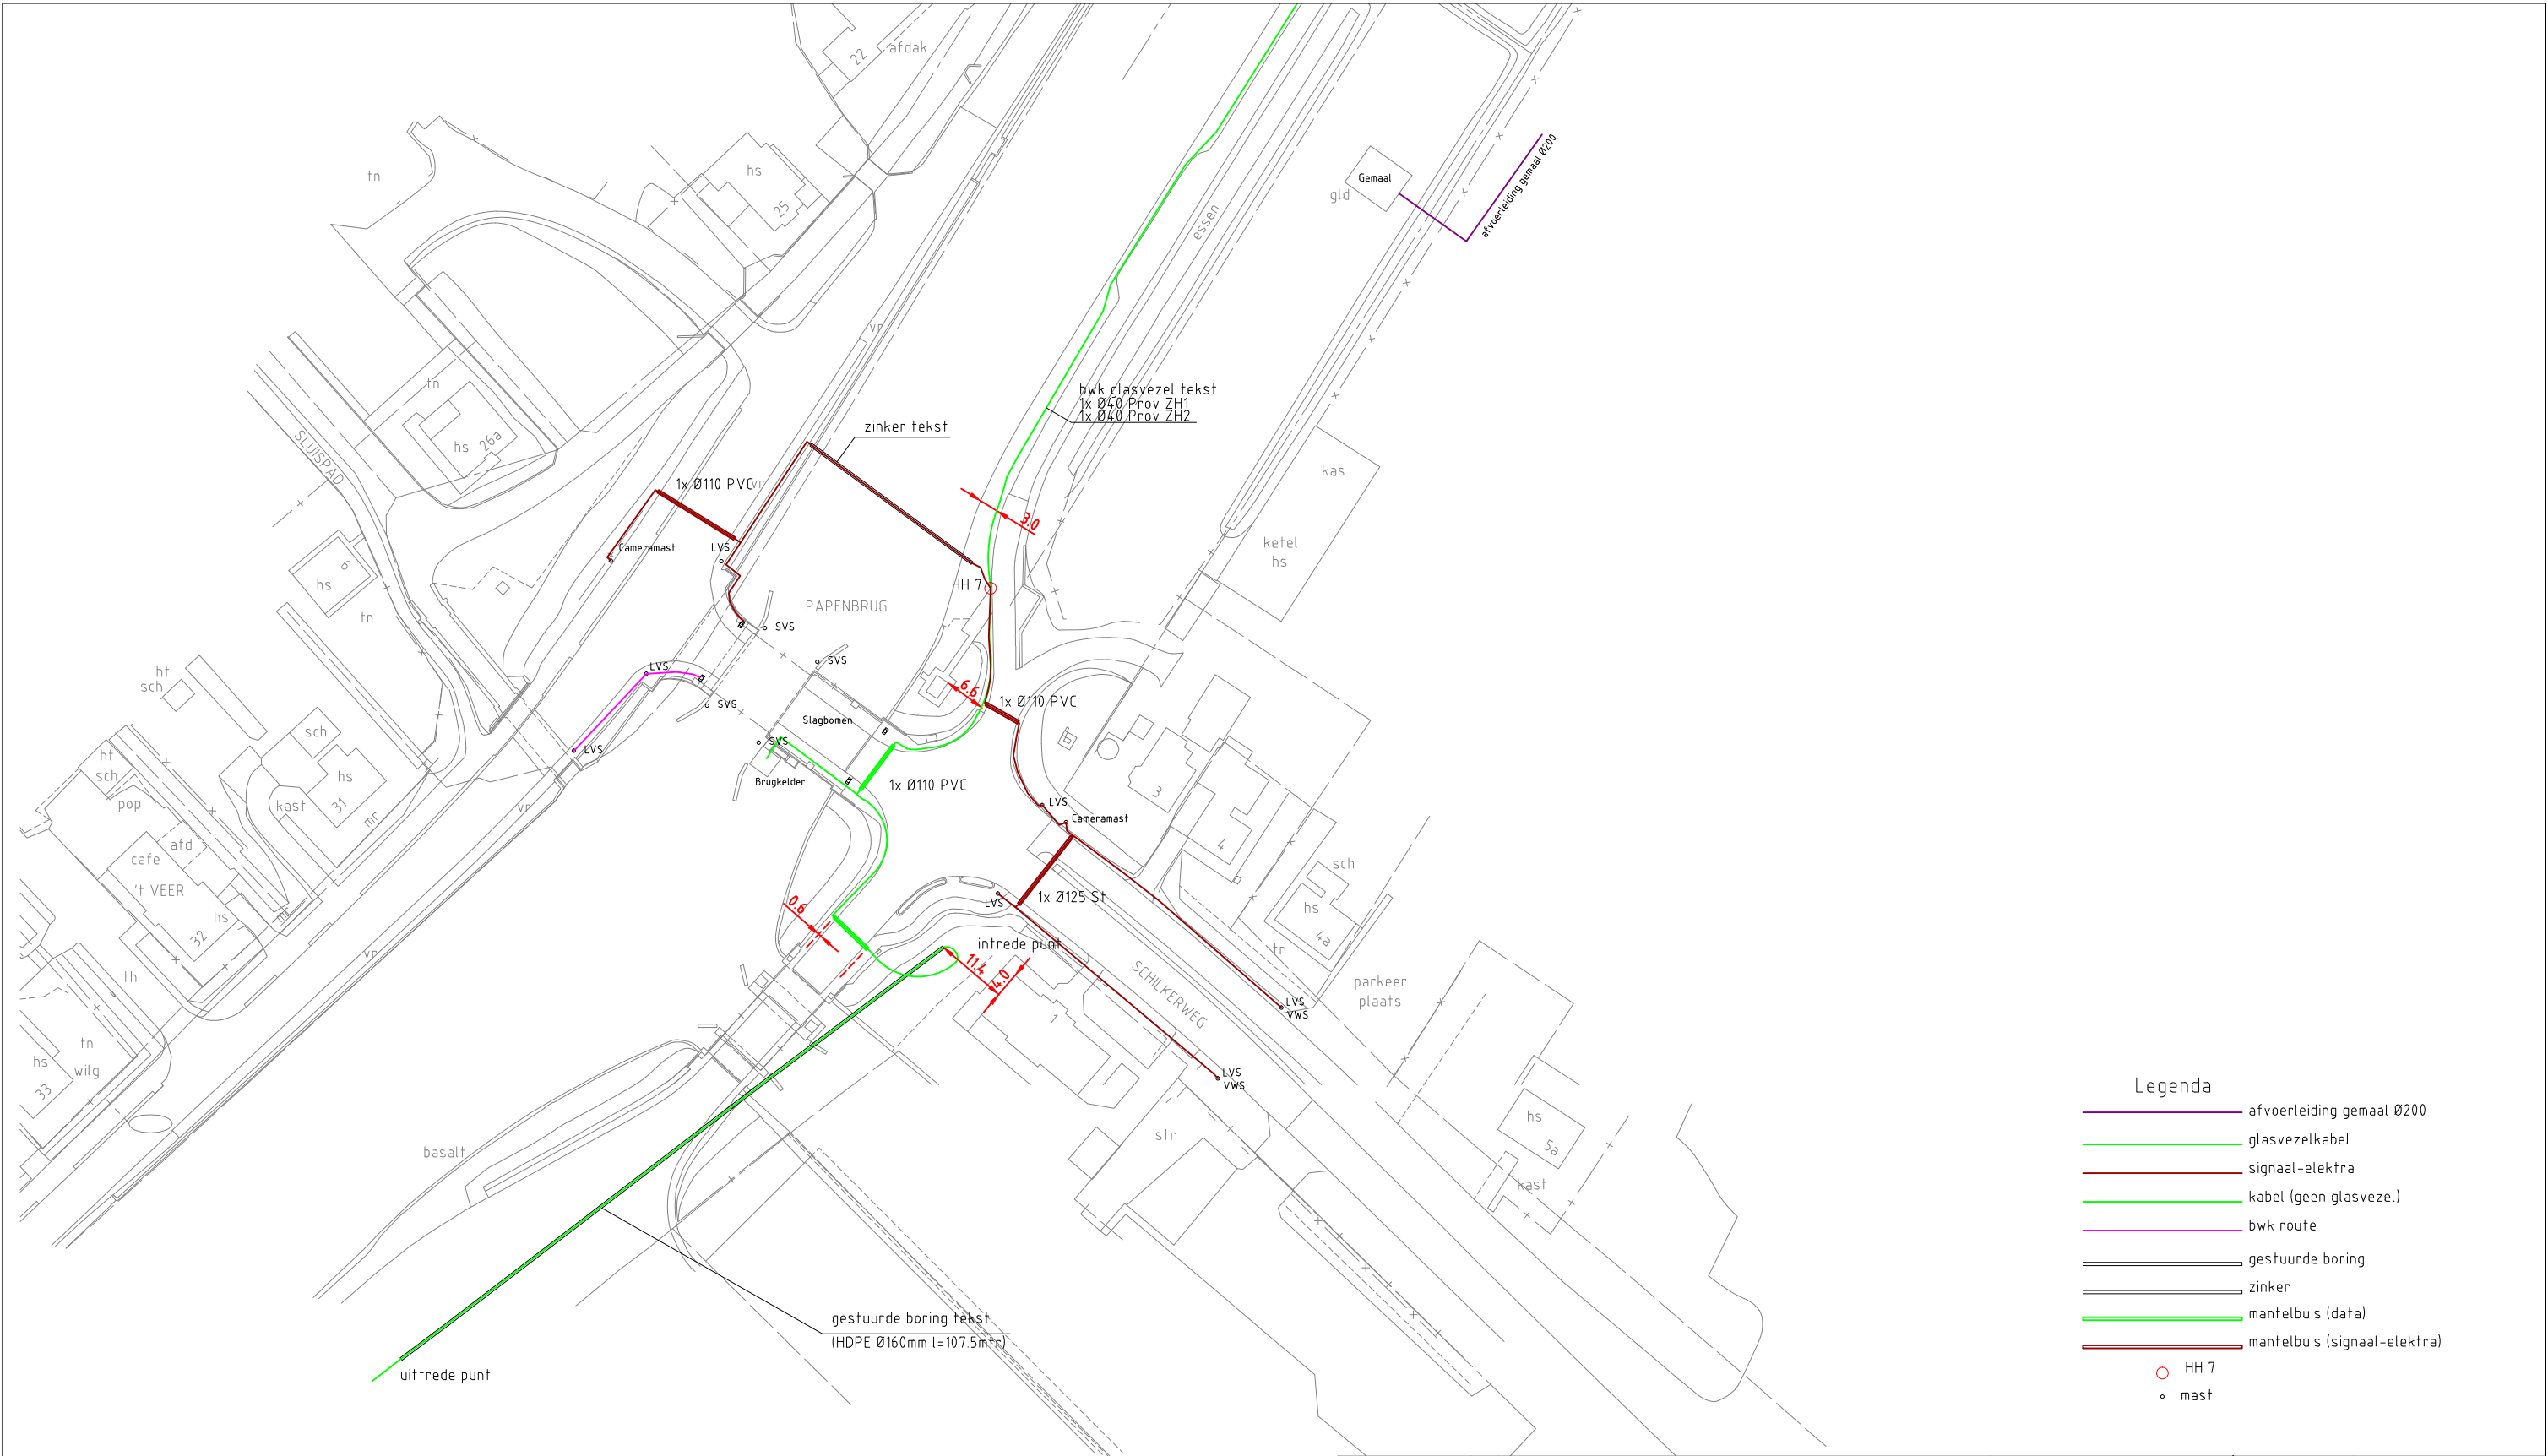 22
afdak
tn
hs
25
Gemaal
gld
afvoerleiding gemaal Ø200
essen
vr
tn
hs
26a
SLUISPAD
bwk glasvezel tekst
1x Ø40 Prov ZH1
1x Ø40 Prov ZH2
zinker tekst
kas
1x Ø110 PVC
vr
3.0
Cameramast
LVS
ketel
hs
6
hs
HH 7
PAPENBRUG
tn
SVS
SVS
LVS
ht
sch
6.6
1x Ø110 PVC
SVS
Slagbomen
sch
SVS
LVS
ht
sch
hs
Brugkelder
1x Ø110 PVC
pop
kast
31
mr
vr
3
LVS
Cameramast
afd
cafe
4
sch
't VEER
hs
32
mr
0.6
LVS
1x Ø125 St
hs
4a
intrede punt
11.4
4.0
tn
vr
th
SCHILKERWEG
parkeer
plaats
LVS
VWS
1
tn
hs
wilg
33
LVS
VWS
basalt
str
hs
5a
kast
gestuurde boring tekst
(HDPE Ø160mm l=107.5mtr)
uittrede punt
Legenda
afvoerleiding gemaal Ø200
glasvezelkabel
signaal-elektra
kabel (geen glasvezel)
bwk route
gestuurde boring
zinker
mantelbuis (data)
mantelbuis (signaal-elektra)
HH 7
mast